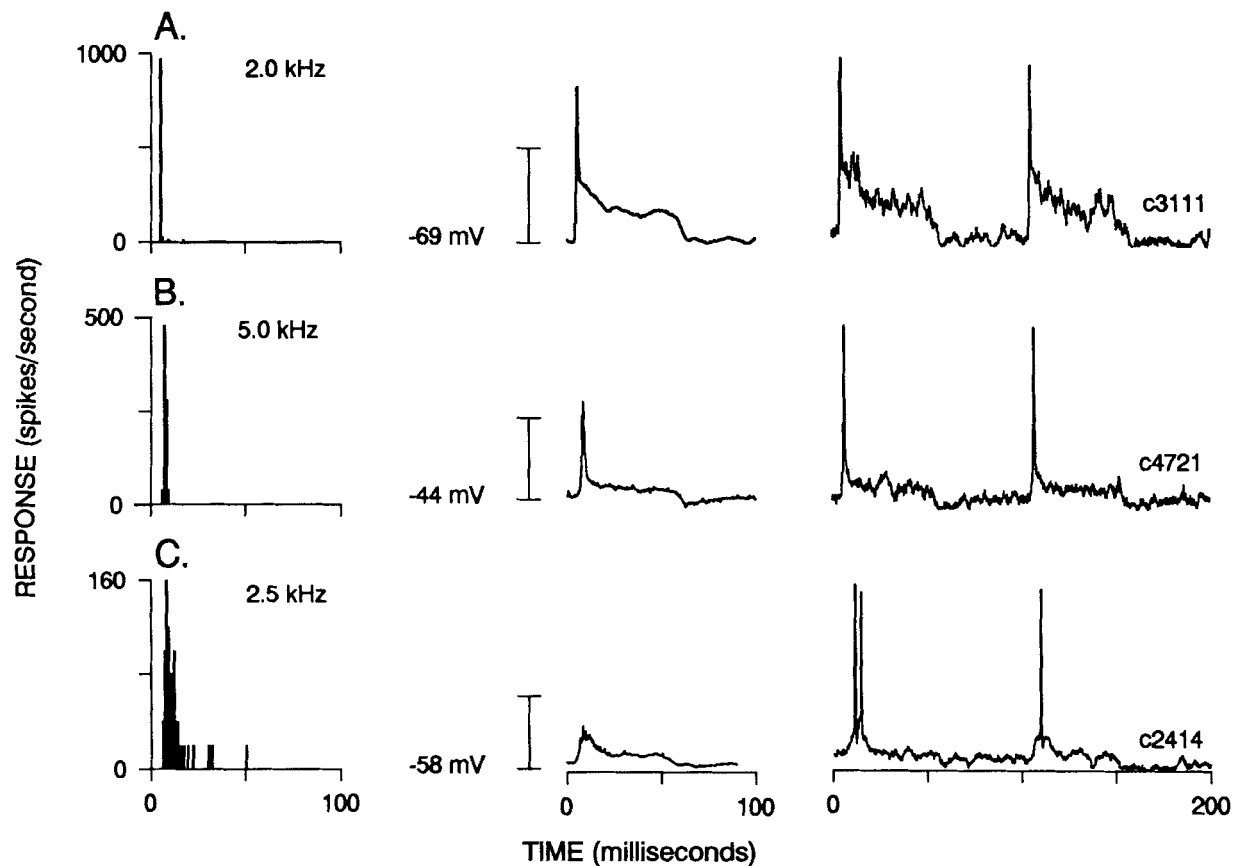 A.
1000
2.0 kHz
0
-69 mV
c3111
B.
500
5.0 kHz
0
-44 mV
c4721
C.
160
2.5 kHz
0
-58 mV
c2414
0
100
0
100
0
200
RESPONSE (spikes/second)
TIME (milliseconds)